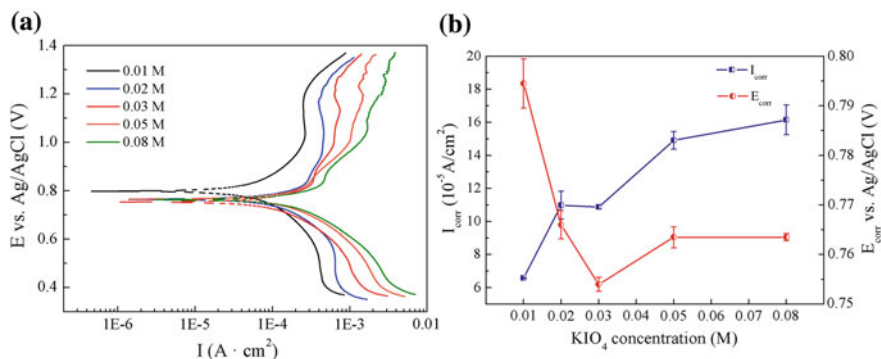 (a)
E vs. Ag/AgCl (V)
1.4
1.2
1.0
0.8
0.6
0.4
0.01 M
0.02 M
0.03 M
0.05 M
0.08 M
1E-6
1E-5
1E-4
1E-3
0.01
I (A · cm²)
(b)
I_corr (10⁻⁵ A/cm²)
20
18
16
14
12
10
8
6
I_corr
E_corr
0.80
0.79
0.78
0.77
0.76
0.75
E_corr vs. Ag/AgCl (V)
0.01 0.02 0.03 0.04 0.05 0.06 0.07 0.08
KIO₄ concentration (M)